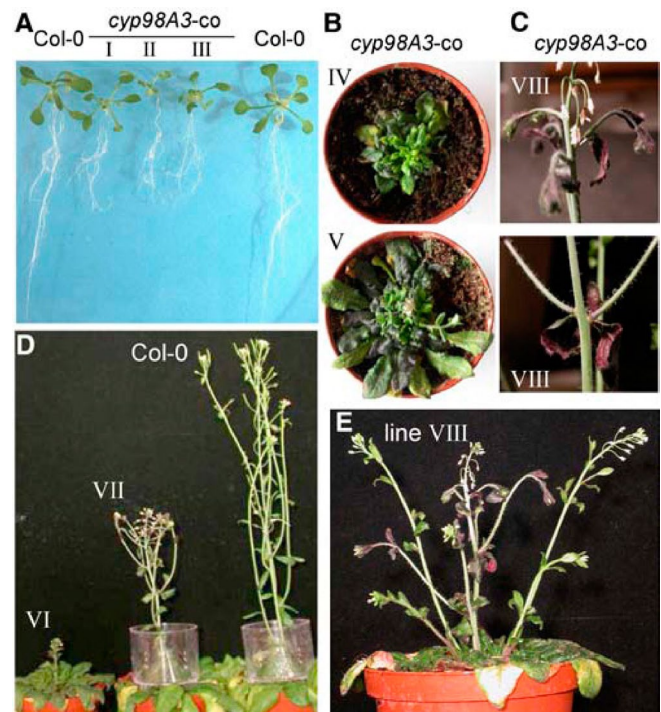 A
cyp98A3-co
Col-0
I
II
III
Col-0
B
cyp98A3-co
IV
V
C
cyp98A3-co
VIII
VIII
D
Col-0
VII
VI
E
line VIII